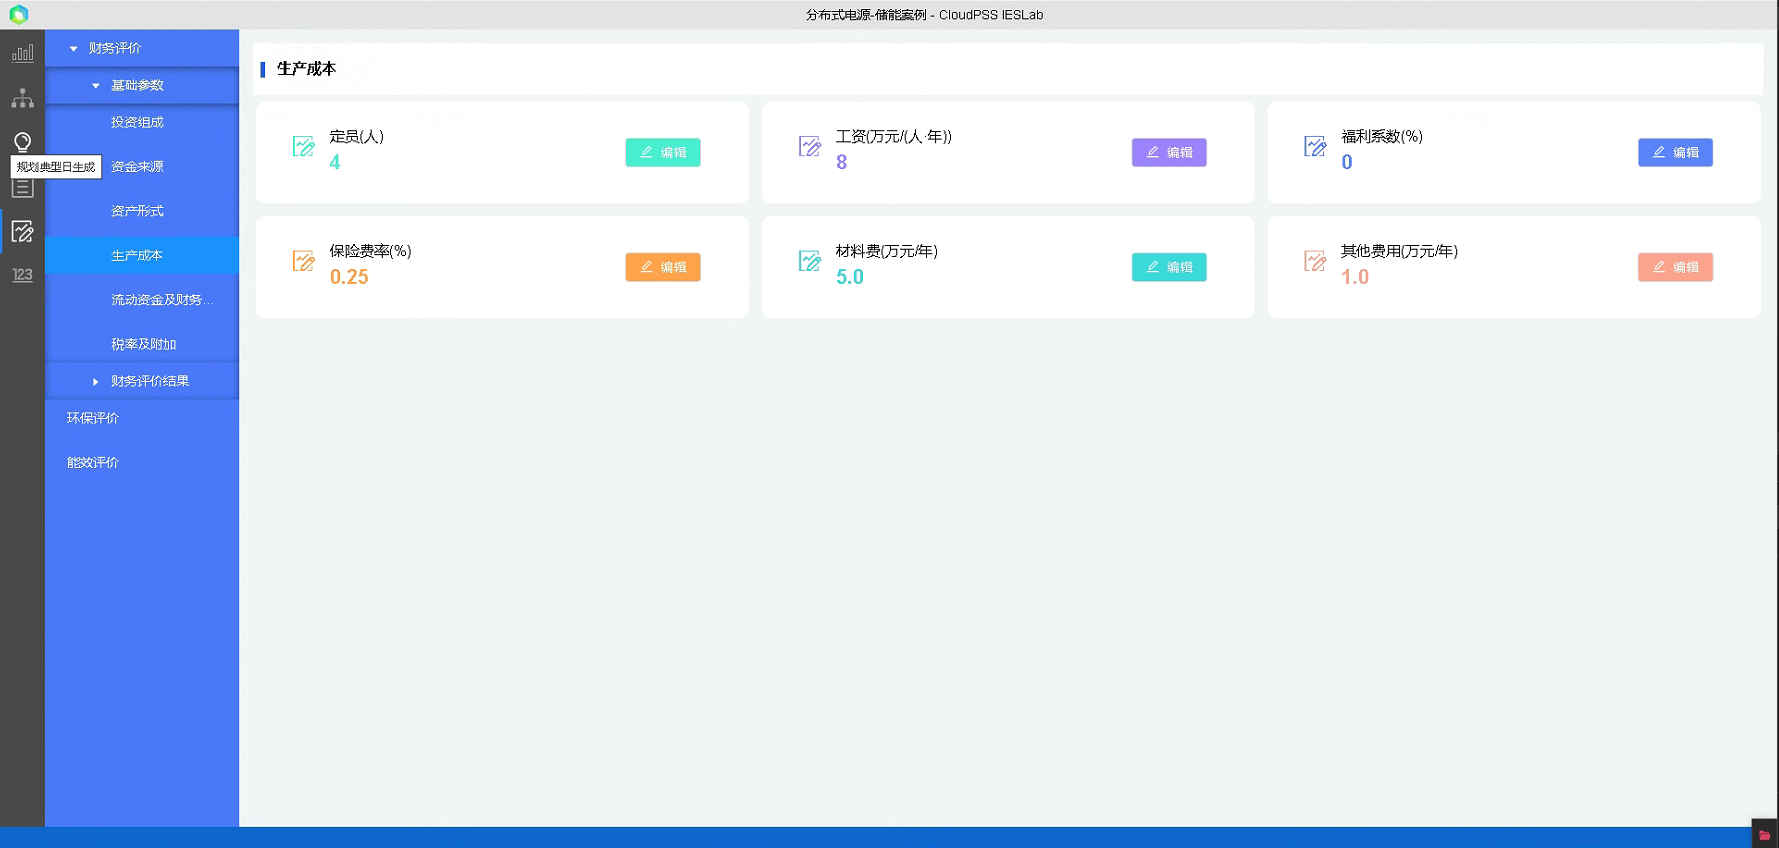 分布式电源-储能案例 - CloudPSS IESLab
财务评价
基础参数
投资组成
规划典型日生成
资金来源
资产形式
生产成本
123
流动资金及财务...
税率及附加
财务评价结果
环保评价
能效评价
生产成本
定员(人)
4
编辑
工资(万元/(人·年))
8
编辑
福利系数(%)
0
编辑
保险费率(%)
0.25
编辑
材料费(万元/年)
5.0
编辑
其他费用(万元/年)
1.0
编辑